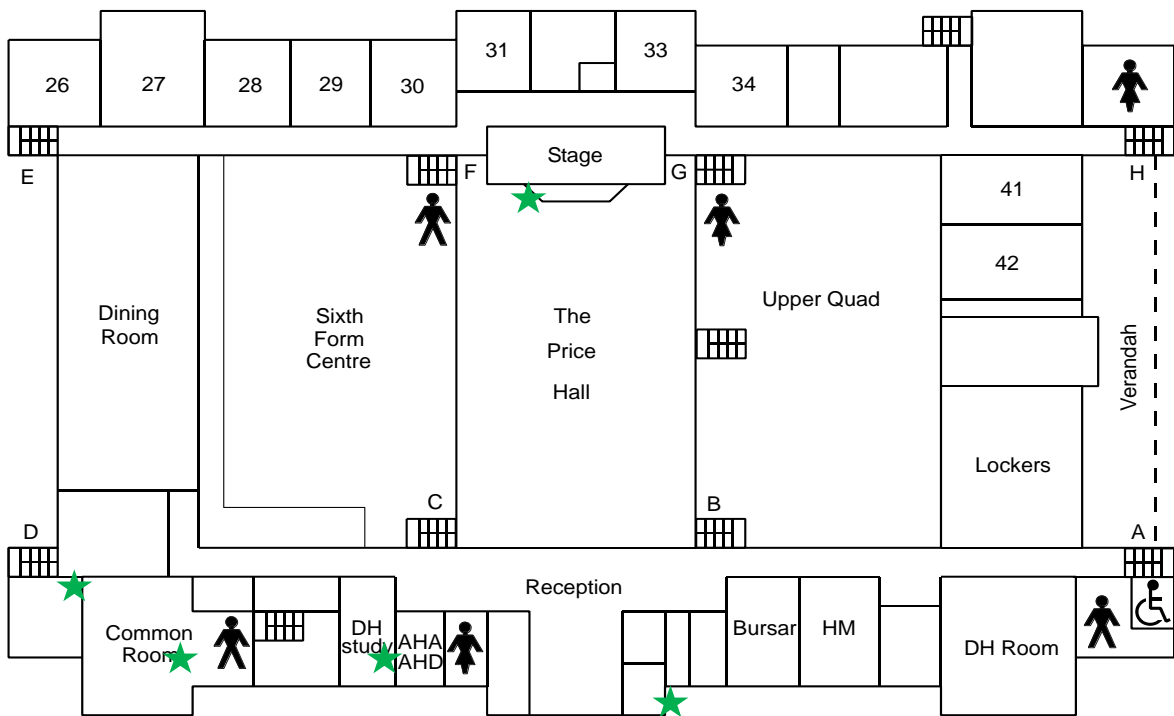 31
33
26
27
28
29
30
34
Stage
E
F
G
H
41
42
Dining
Room
Sixth
Form
Centre
The
Price
Hall
Upper Quad
Verandah
Lockers
D
C
B
A
Reception
Common
Room
DH
study
AHA
AHD
Bursar
HM
DH Room